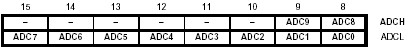 15 14 13 12 11 10 9 8
– – – – – – ADC9 ADC8 ADCH
ADC7 ADC6 ADC5 ADC4 ADC3 ADC2 ADC1 ADC0 ADCL